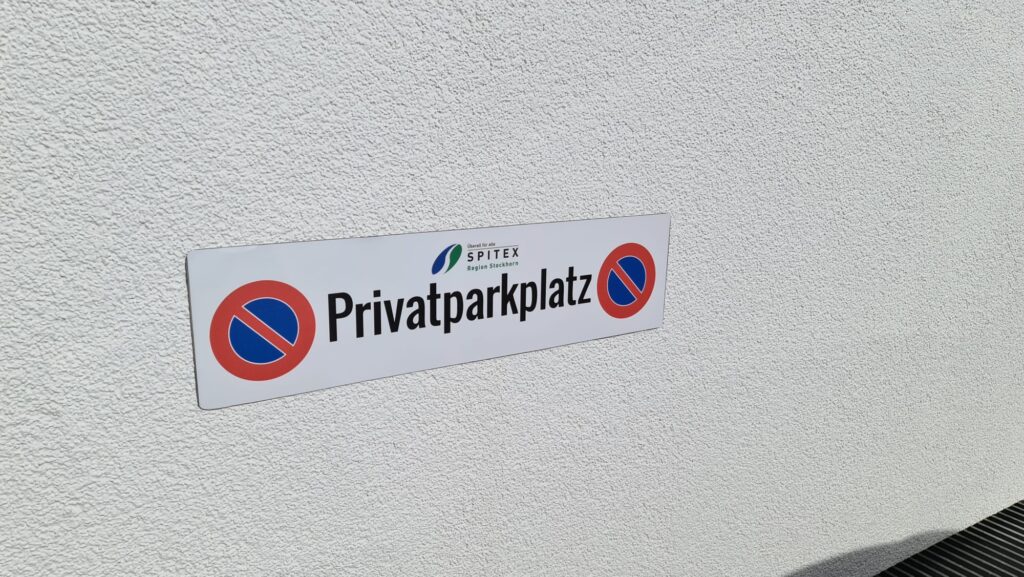 Überall für alle
SPITEX
Region Stockhorn
Privatparkplatz